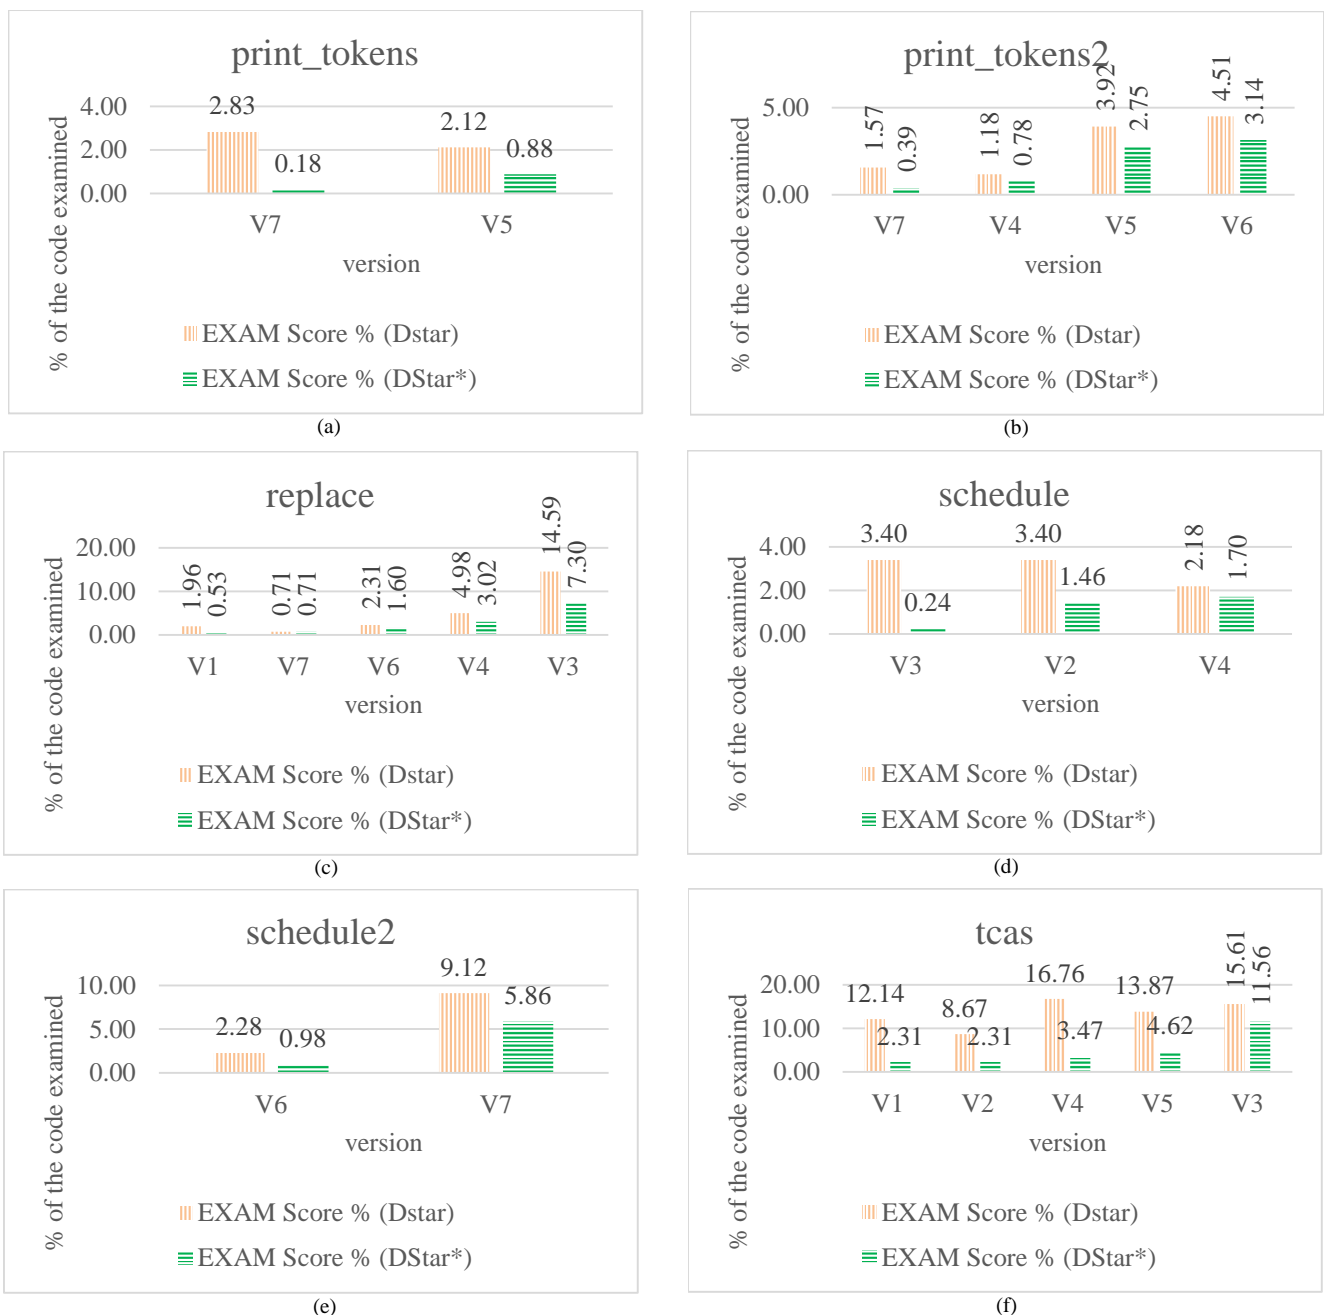 print_tokens
% of the code examined
4.00
2.00
0.00
2.83
0.18
2.12
0.88
V7
V5
version
EXAM Score % (Dstar)
EXAM Score % (DStar*)
(a)
print_tokens2
% of the code examined
5.00
0.00
1.57
0.39
1.18
0.78
3.92
2.75
4.51
3.14
V7
V4
V5
V6
version
EXAM Score % (Dstar)
EXAM Score % (DStar*)
(b)
replace
% of the code examined
20.00
10.00
0.00
1.96
0.53
0.71
0.71
2.31
1.60
4.98
3.02
14.59
7.30
V1
V7
V6
V4
V3
version
EXAM Score % (Dstar)
EXAM Score % (DStar*)
(c)
schedule
% of the code examined
4.00
2.00
0.00
3.40
0.24
3.40
1.46
2.18
1.70
V3
V2
V4
version
EXAM Score % (Dstar)
EXAM Score % (DStar*)
(d)
schedule2
% of the code examined
10.00
5.00
0.00
2.28
0.98
9.12
5.86
V6
V7
version
EXAM Score % (Dstar)
EXAM Score % (DStar*)
(e)
tcas
% of the code examined
20.00
10.00
0.00
12.14
2.31
8.67
2.31
16.76
3.47
13.87
4.62
15.61
11.56
V1
V2
V4
V5
V3
version
EXAM Score % (Dstar)
EXAM Score % (DStar*)
(f)